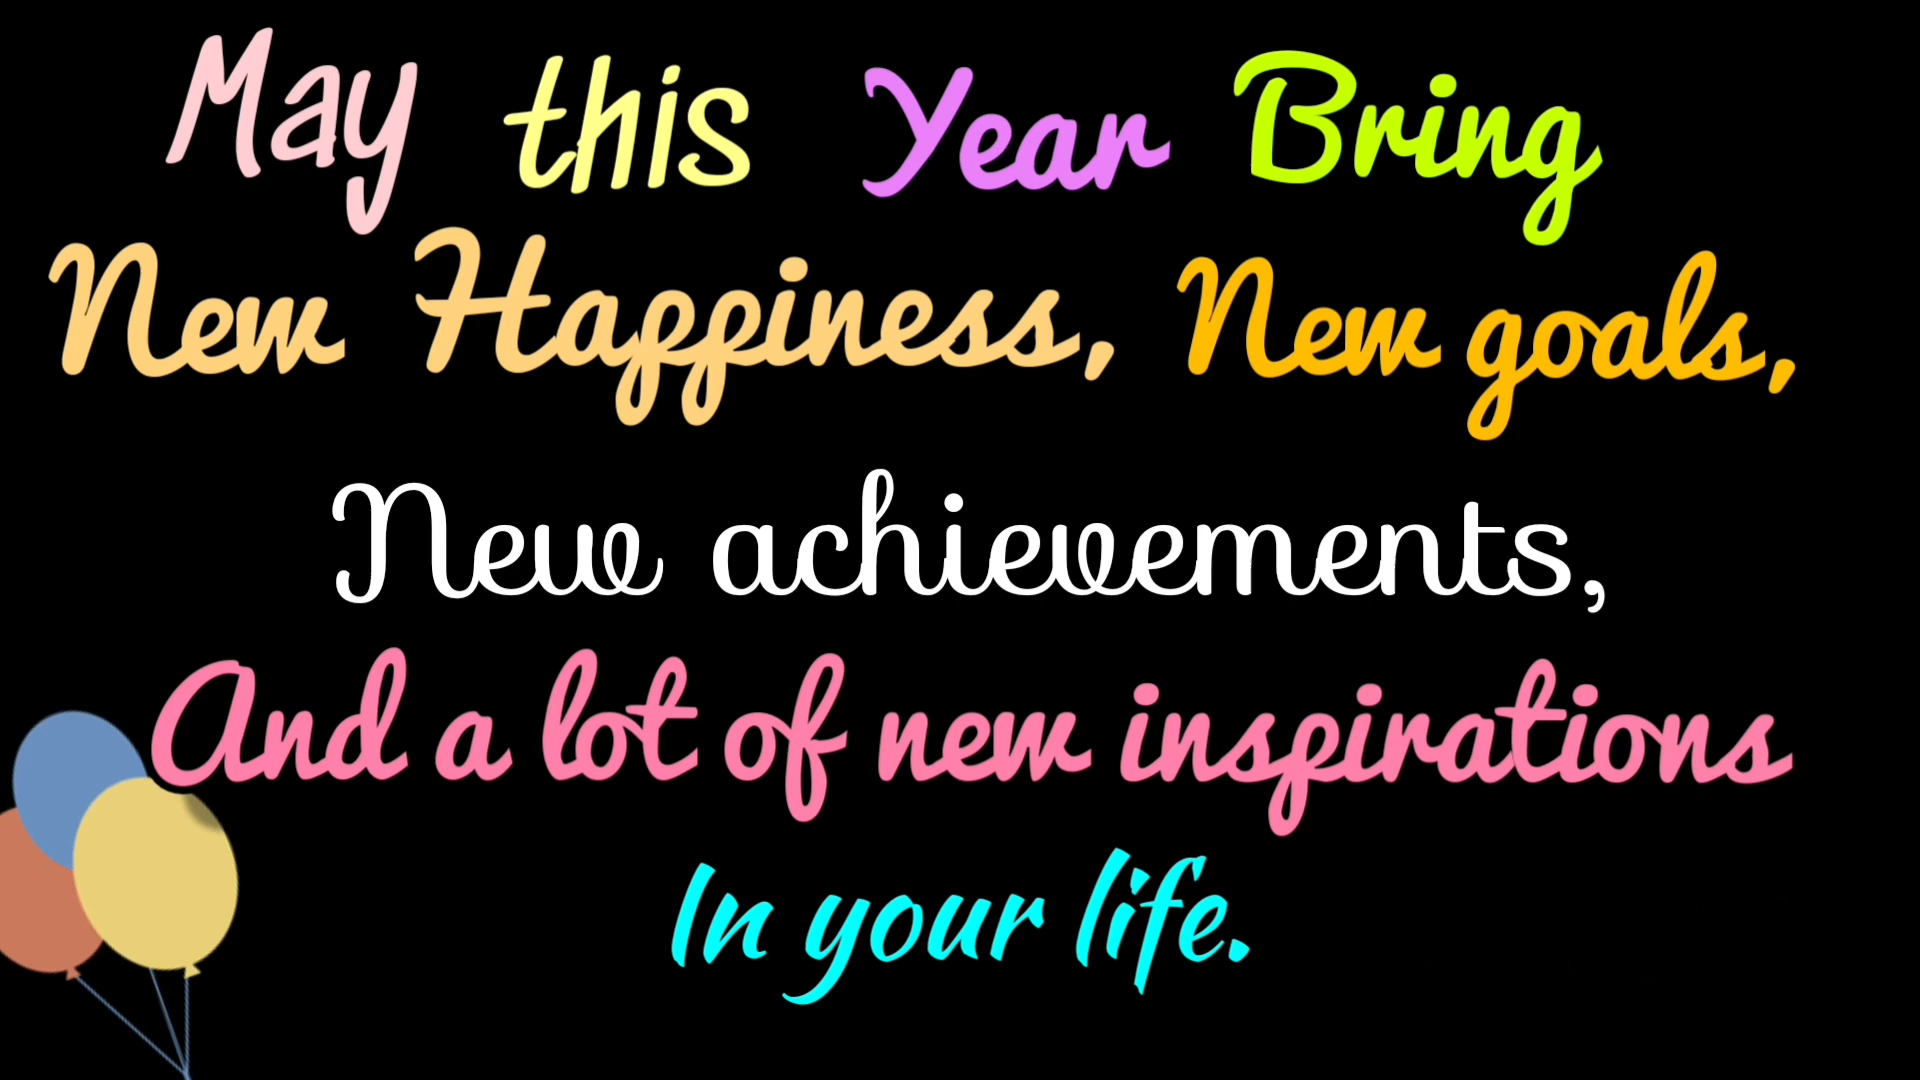 May this Year Bring
New Happiness, New goals,
New achievements,
And a lot of new inspirations
In your life.